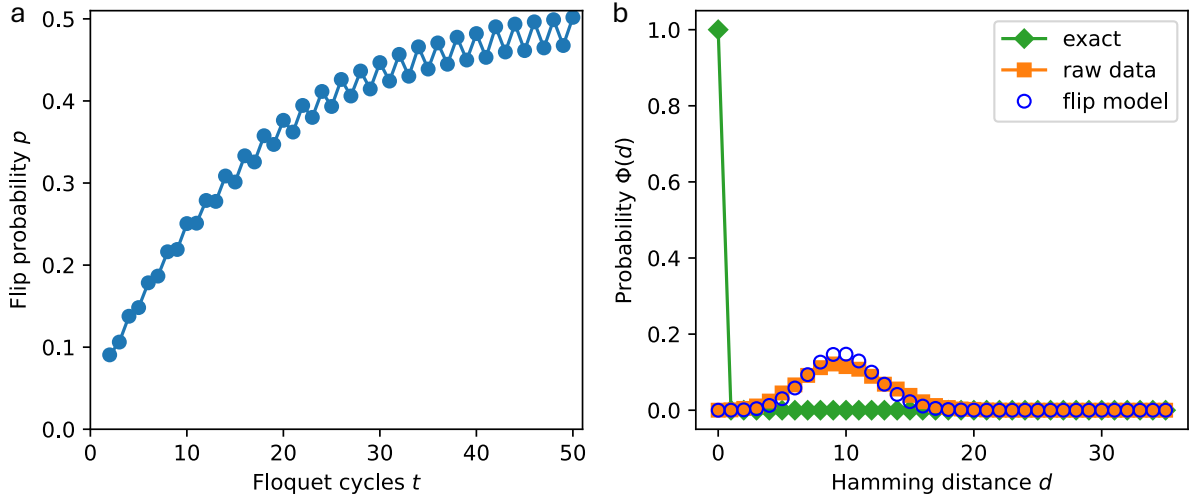 a
0.5
0.4
0.3
0.2
0.1
0.0
Flip probability p
0 10 20 30 40 50
Floquet cycles t
b
1.0
0.8
0.6
0.4
0.2
0.0
Probability Φ(d)
exact
raw data
flip model
0 10 20 30
Hamming distance d